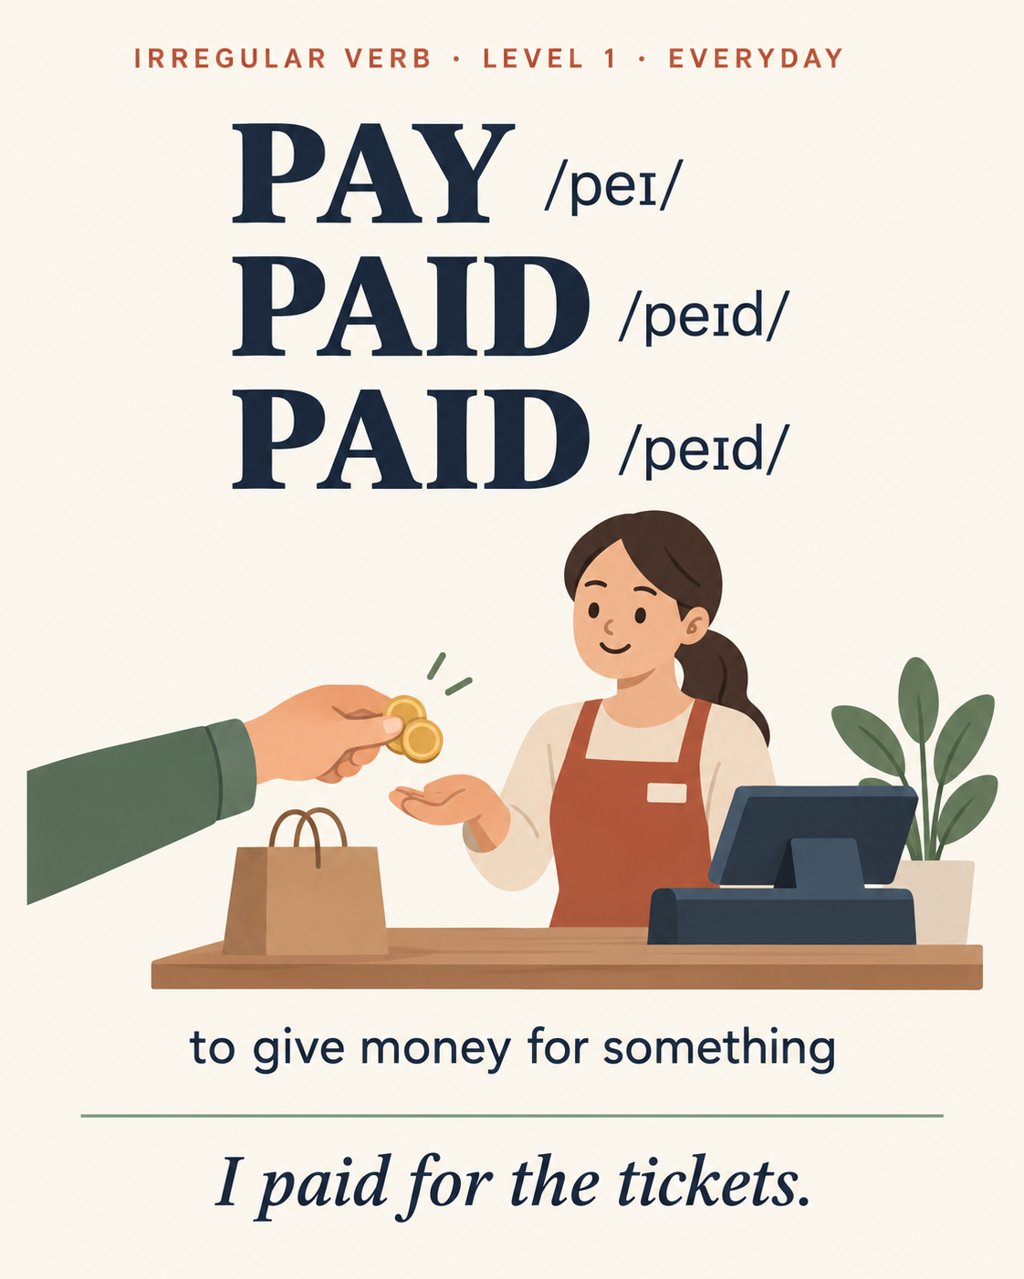 IRREGULAR VERB · LEVEL 1 · EVERYDAY
PAY /peɪ/
PAID /peɪd/
PAID /peɪd/
to give money for something
I paid for the tickets.